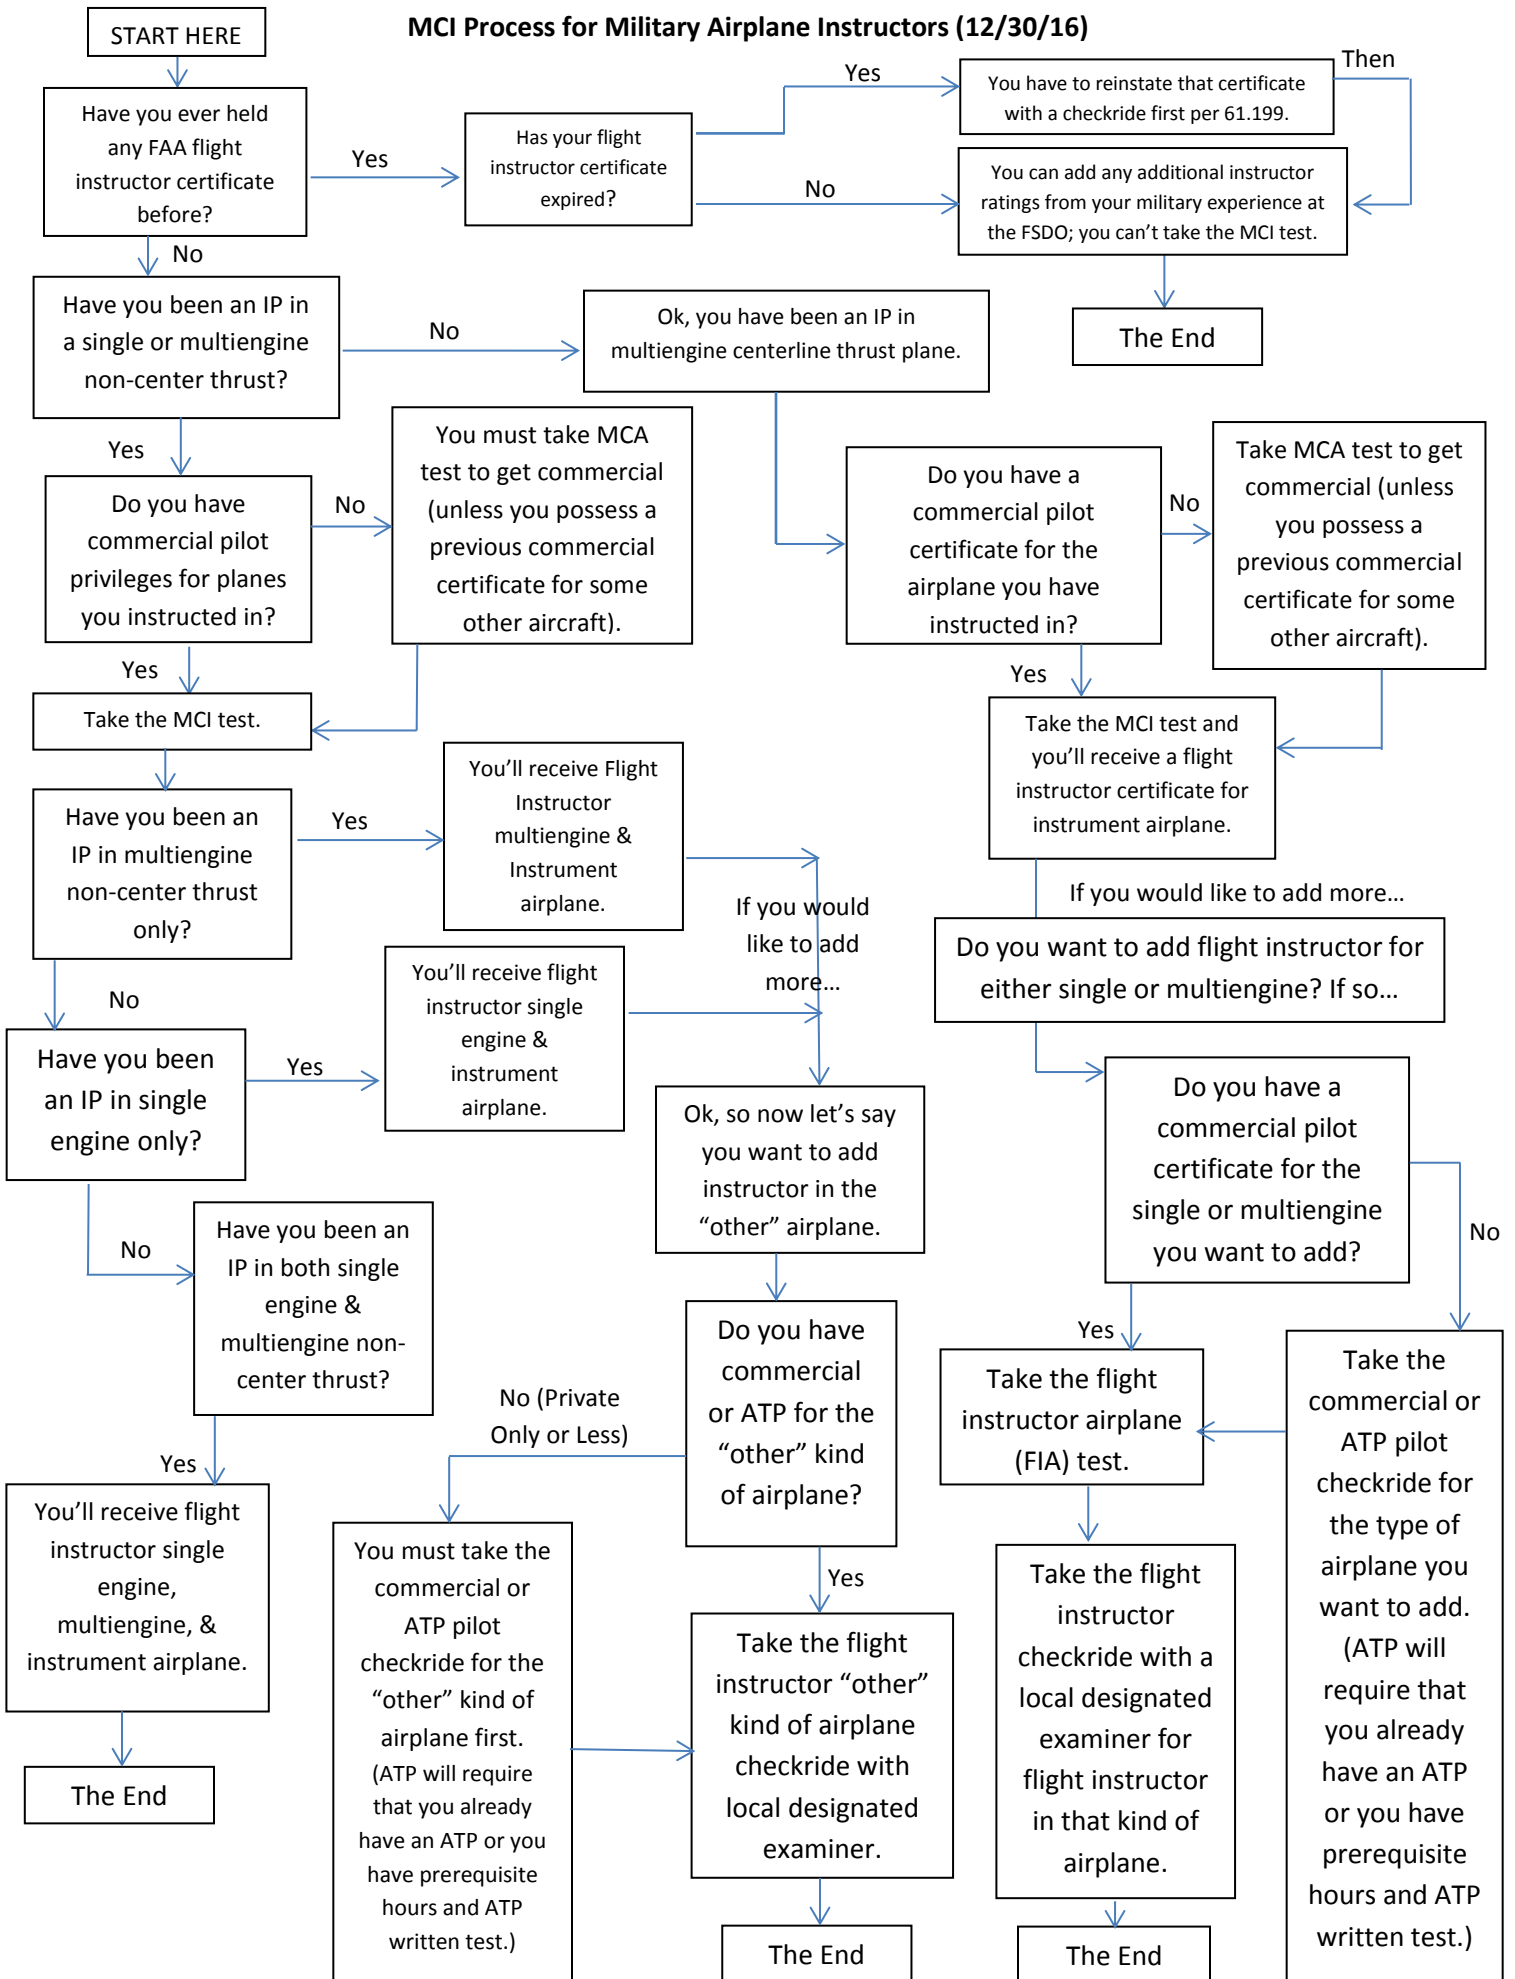 MCI Process for Military Airplane Instructors (12/30/16)
START HERE
Have you ever held
any FAA flight
instructor certificate
before?
Yes
Has your flight
instructor certificate
expired?
Yes
You have to reinstate that certificate
with a checkride first per 61.199.
Then
No
You can add any additional instructor
ratings from your military experience at
the FSDO; you can’t take the MCI test.
The End
No
Have you been an IP in
a single or multiengine
non-center thrust?
No
Ok, you have been an IP in
multiengine centerline thrust plane.
Yes
Do you have
commercial pilot
privileges for planes
you instructed in?
No
You must take MCA
test to get commercial
(unless you possess a
previous commercial
certificate for some
other aircraft).
Do you have a
commercial pilot
certificate for the
airplane you have
instructed in?
No
Take MCA test to get
commercial (unless
you possess a
previous commercial
certificate for some
other aircraft).
Yes
Take the MCI test.
Yes
Take the MCI test and
you’ll receive a flight
instructor certificate for
instrument airplane.
Have you been an
IP in multiengine
non-center thrust
only?
Yes
You’ll receive Flight
Instructor
multiengine &
Instrument
airplane.
If you would
like to add
more…
If you would like to add more…
Do you want to add flight instructor for
either single or multiengine? If so…
No
Have you been
an IP in single
engine only?
Yes
You’ll receive flight
instructor single
engine &
instrument
airplane.
Ok, so now let’s say
you want to add
instructor in the
“other” airplane.
Do you have a
commercial pilot
certificate for the
single or multiengine
you want to add?
No
No
Have you been an
IP in both single
engine &
multiengine non-
center thrust?
Do you have
commercial
or ATP for the
“other” kind
of airplane?
No (Private
Only or Less)
Yes
Take the flight
instructor airplane
(FIA) test.
Take the
commercial or
ATP pilot
checkride for
the type of
airplane you
want to add.
(ATP will
require that
you already
have an ATP
or you have
prerequisite
hours and ATP
written test.)
Yes
You’ll receive flight
instructor single
engine,
multiengine, &
instrument airplane.
The End
You must take the
commercial or
ATP pilot
checkride for the
“other” kind of
airplane first.
(ATP will require
that you already
have an ATP or you
have prerequisite
hours and ATP
written test.)
Yes
Take the flight
instructor “other”
kind of airplane
checkride with
local designated
examiner.
The End
Take the flight
instructor
checkride with a
local designated
examiner for
flight instructor
in that kind of
airplane.
The End